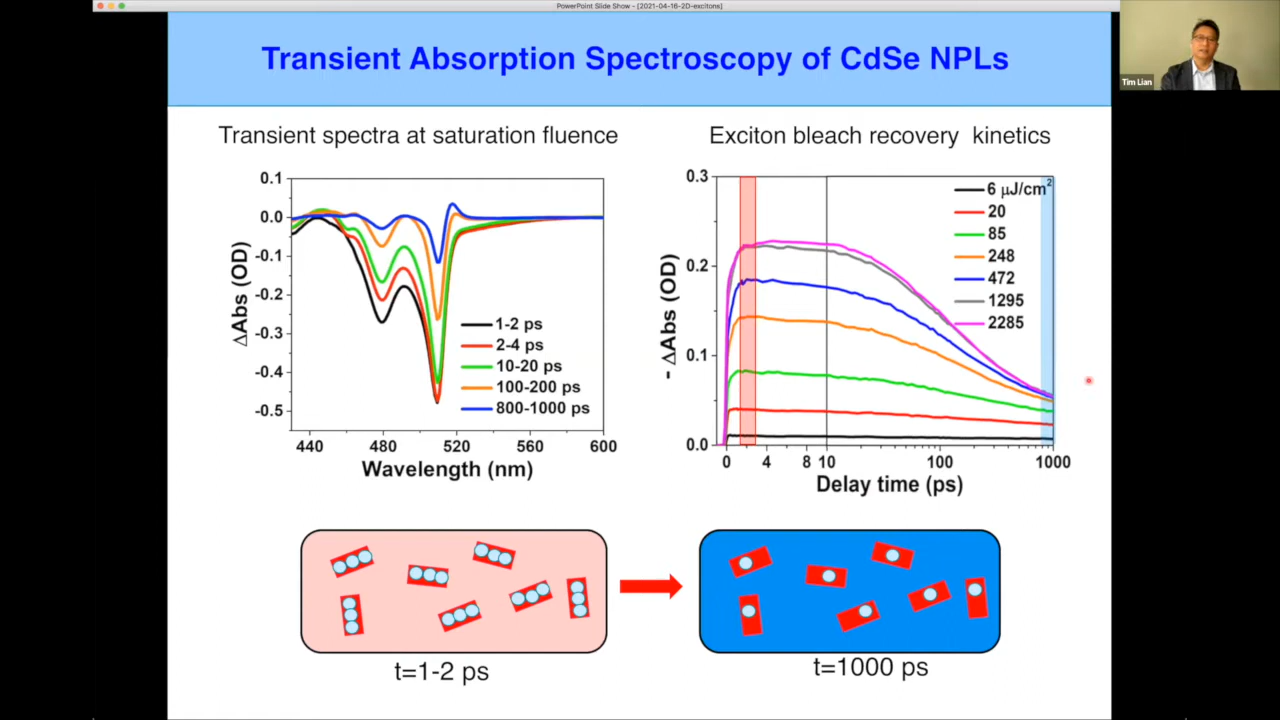 PowerPoint Slide Show - [2021-04-16-2D-excitons]
Transient Absorption Spectroscopy of CdSe NPLs
Tim Lian
Transient spectra at saturation fluence
0.1
0.0
-0.1
-0.2
-0.3
-0.4
-0.5
ΔAbs (OD)
1-2 ps
2-4 ps
10-20 ps
100-200 ps
800-1000 ps
440 480 520 560 600
Wavelength (nm)
Exciton bleach recovery kinetics
0.3
0.2
0.1
0.0
- ΔAbs (OD)
6 μJ/cm²
20
85
248
472
1295
2285
0 4 8 10 100 1000
Delay time (ps)
t=1-2 ps
t=1000 ps